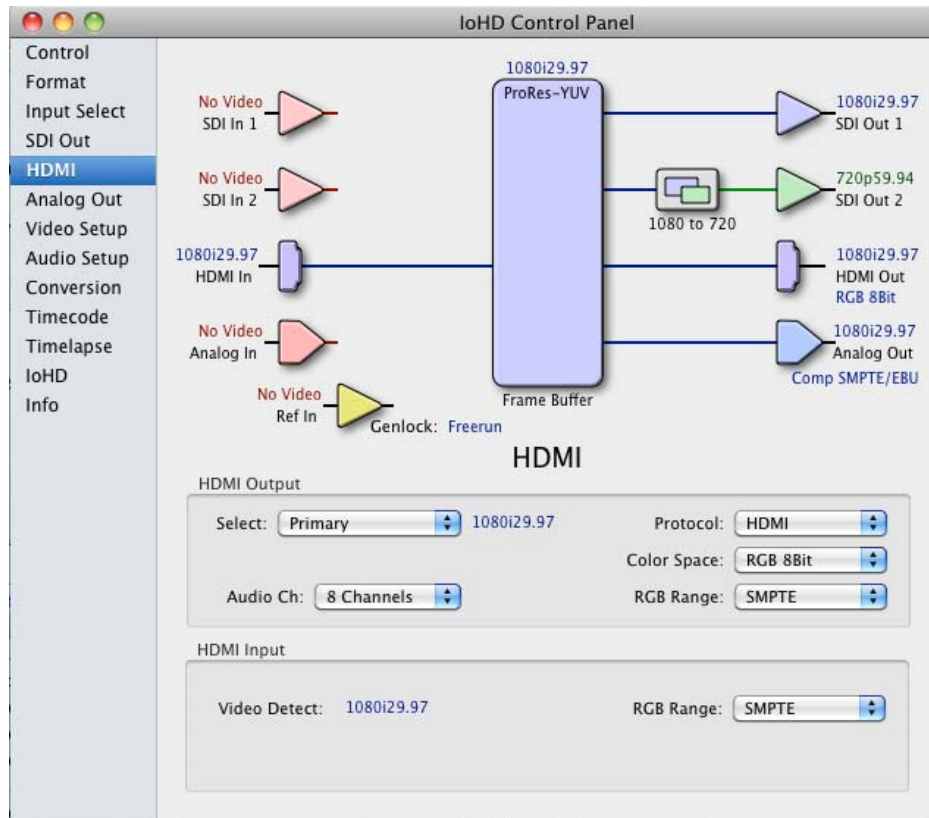 IoHD Control Panel
Control
Format
Input Select
SDI Out
HDMI
Analog Out
Video Setup
Audio Setup
Conversion
Timecode
Timelapse
IoHD
Info
1080i29.97
ProRes-YUV
Frame Buffer
No Video
SDI In 1
No Video
SDI In 2
1080i29.97
HDMI In
No Video
Analog In
No Video
Ref In
Genlock: Freerun
1080 to 720
1080i29.97
SDI Out 1
720p59.94
SDI Out 2
1080i29.97
HDMI Out
RGB 8Bit
1080i29.97
Analog Out
Comp SMPTE/EBU
HDMI
HDMI Output
Select: Primary 1080i29.97 Protocol: HDMI
Color Space: RGB 8Bit
Audio Ch: 8 Channels RGB Range: SMPTE
HDMI Input
Video Detect: 1080i29.97 RGB Range: SMPTE